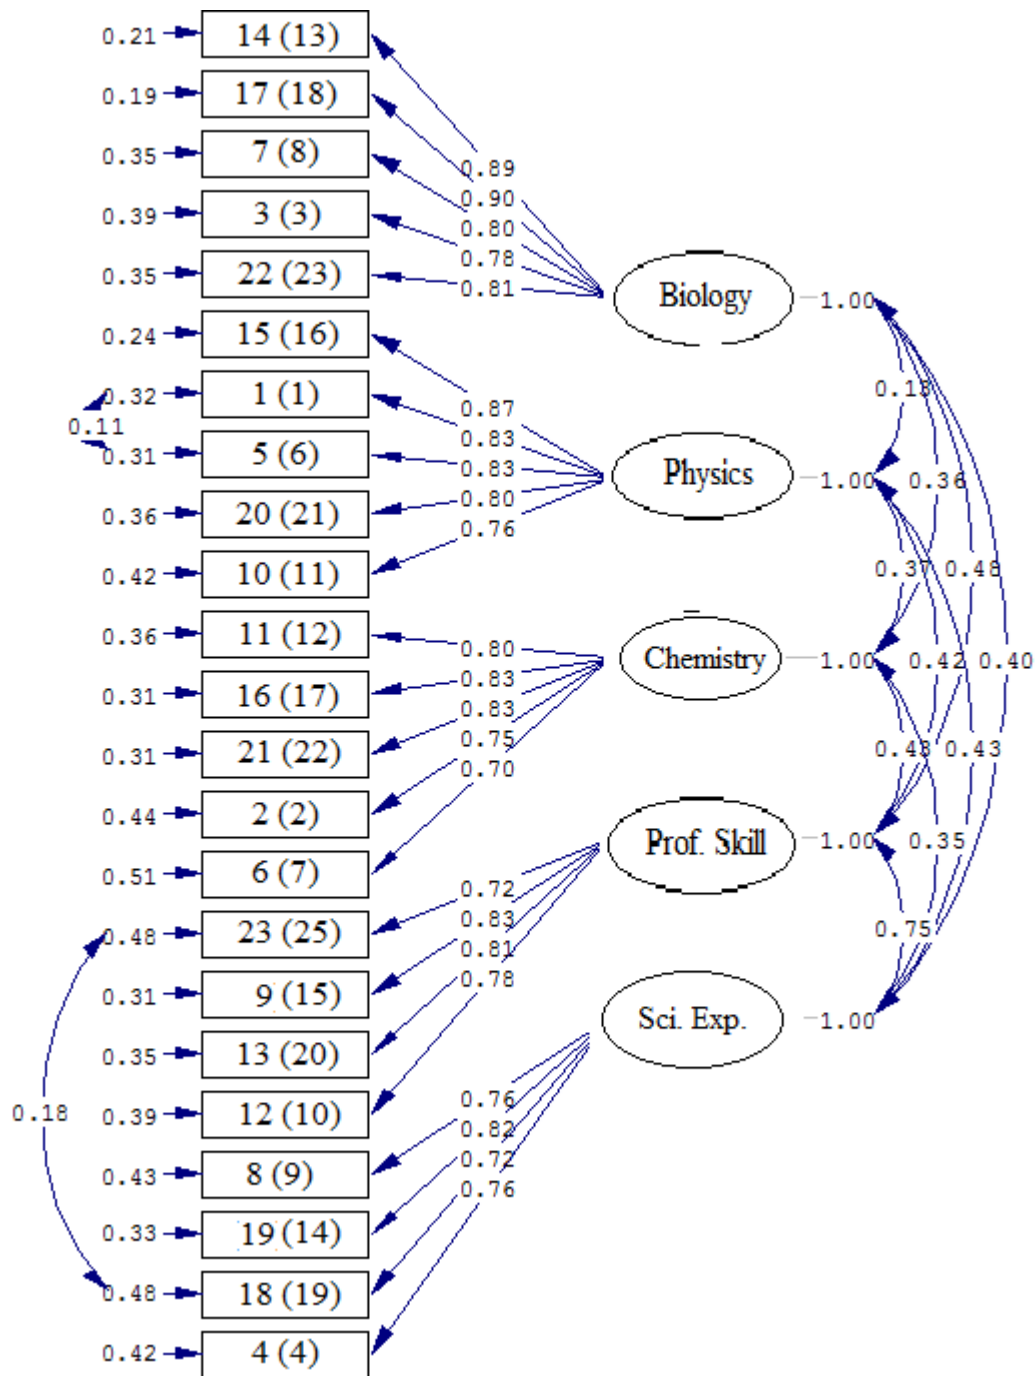 0.21 14 (13)
0.19 17 (18)
0.35 7 (8) 0.89
0.90
0.39 3 (3) 0.80
0.78
0.35 22 (23) 0.81 Biology 1.00
0.24 15 (16)
0.32 1 (1) 0.87 0.13
0.11 0.83
0.31 5 (6) 0.83 Physics 1.00 0.36
0.36 20 (21) 0.80
0.76
0.42 10 (11) 0.37 0.48
0.36 11 (12) 0.80 Chemistry 1.00 0.42 0.40
0.31 16 (17) 0.83
0.83
0.31 21 (22) 0.75 0.43
0.70
0.44 2 (2) Prof. Skill 1.00 0.35
0.51 6 (7)
0.48 23 (25) 0.72 0.75
0.83
0.31 9 (15) 0.81 Sci. Exp. 1.00
0.78
0.35 13 (20)
0.18 0.39 12 (10) 0.76
0.82
0.43 8 (9) 0.72
0.76
0.33 19 (14)
0.48 18 (19)
0.42 4 (4)